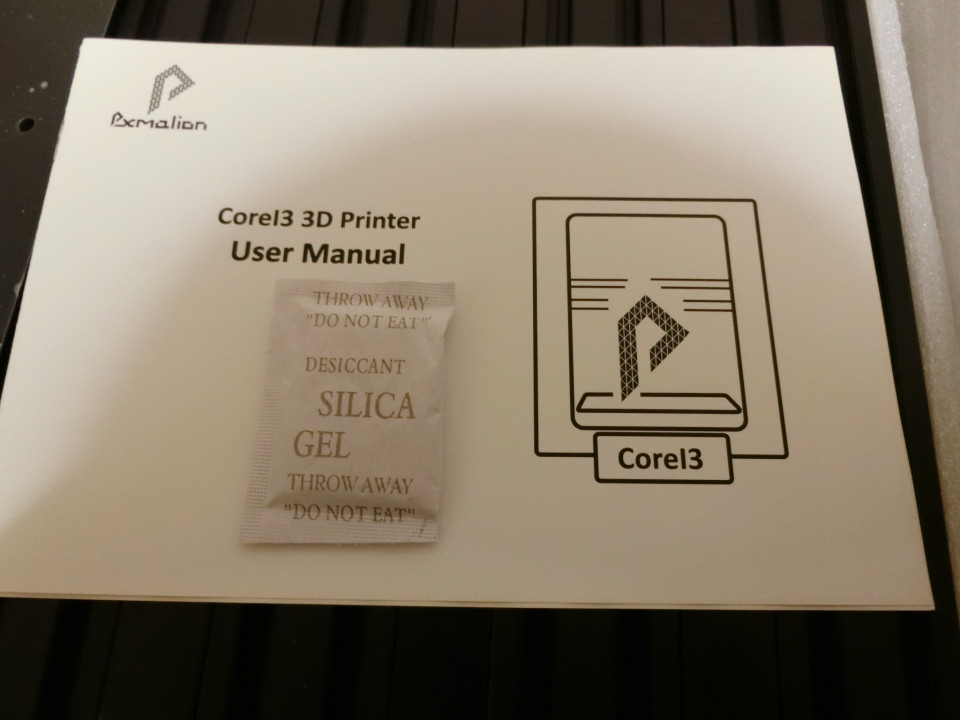 Pxmalion
Corel3 3D Printer
User Manual
THROW AWAY
"DO NOT EAT"
DESICCANT
SILICA
GEL
THROW AWAY
"DO NOT EAT"
Corel3